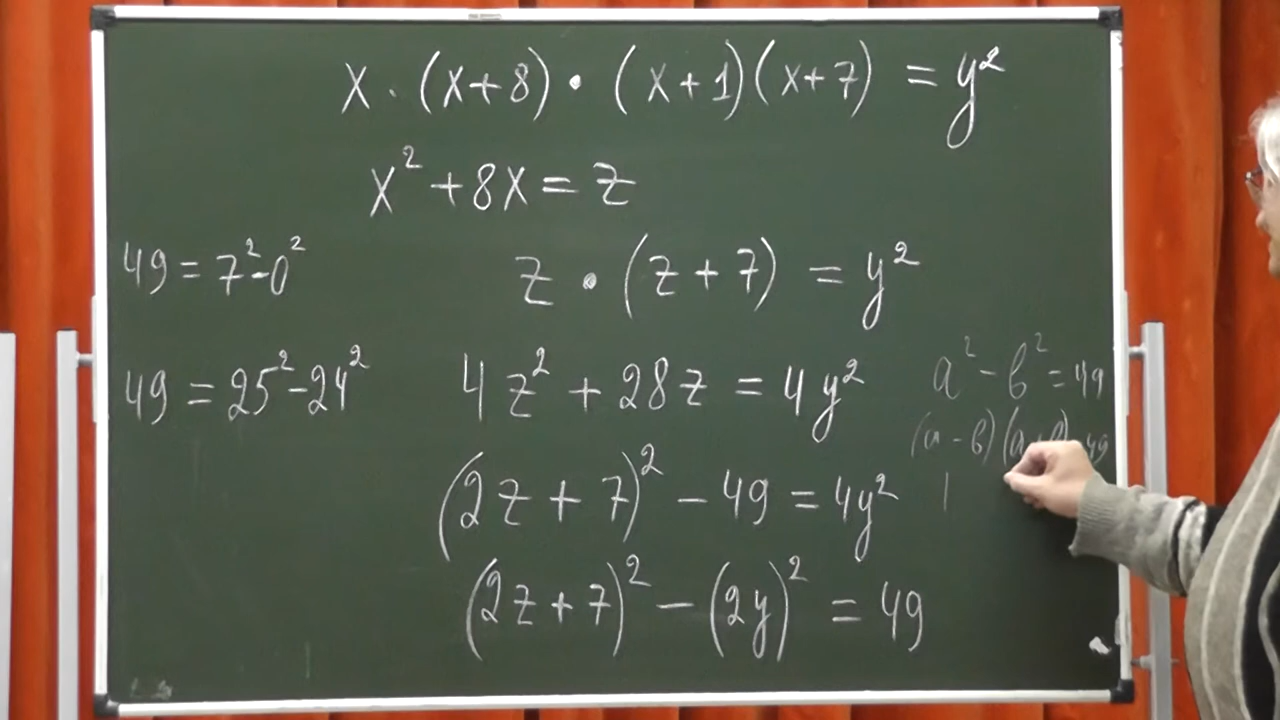 x · (x+8) · (x+1)(x+7) = y²
x² + 8x = z
49 = 7² - 0²
z · (z+7) = y²
49 = 25² - 24²
4z² + 28z = 4y²
a² - b² = 49
(a - b)(a + b) = 49
1
(2z + 7)² - 49 = 4y²
(2z + 7)² - (2y)² = 49